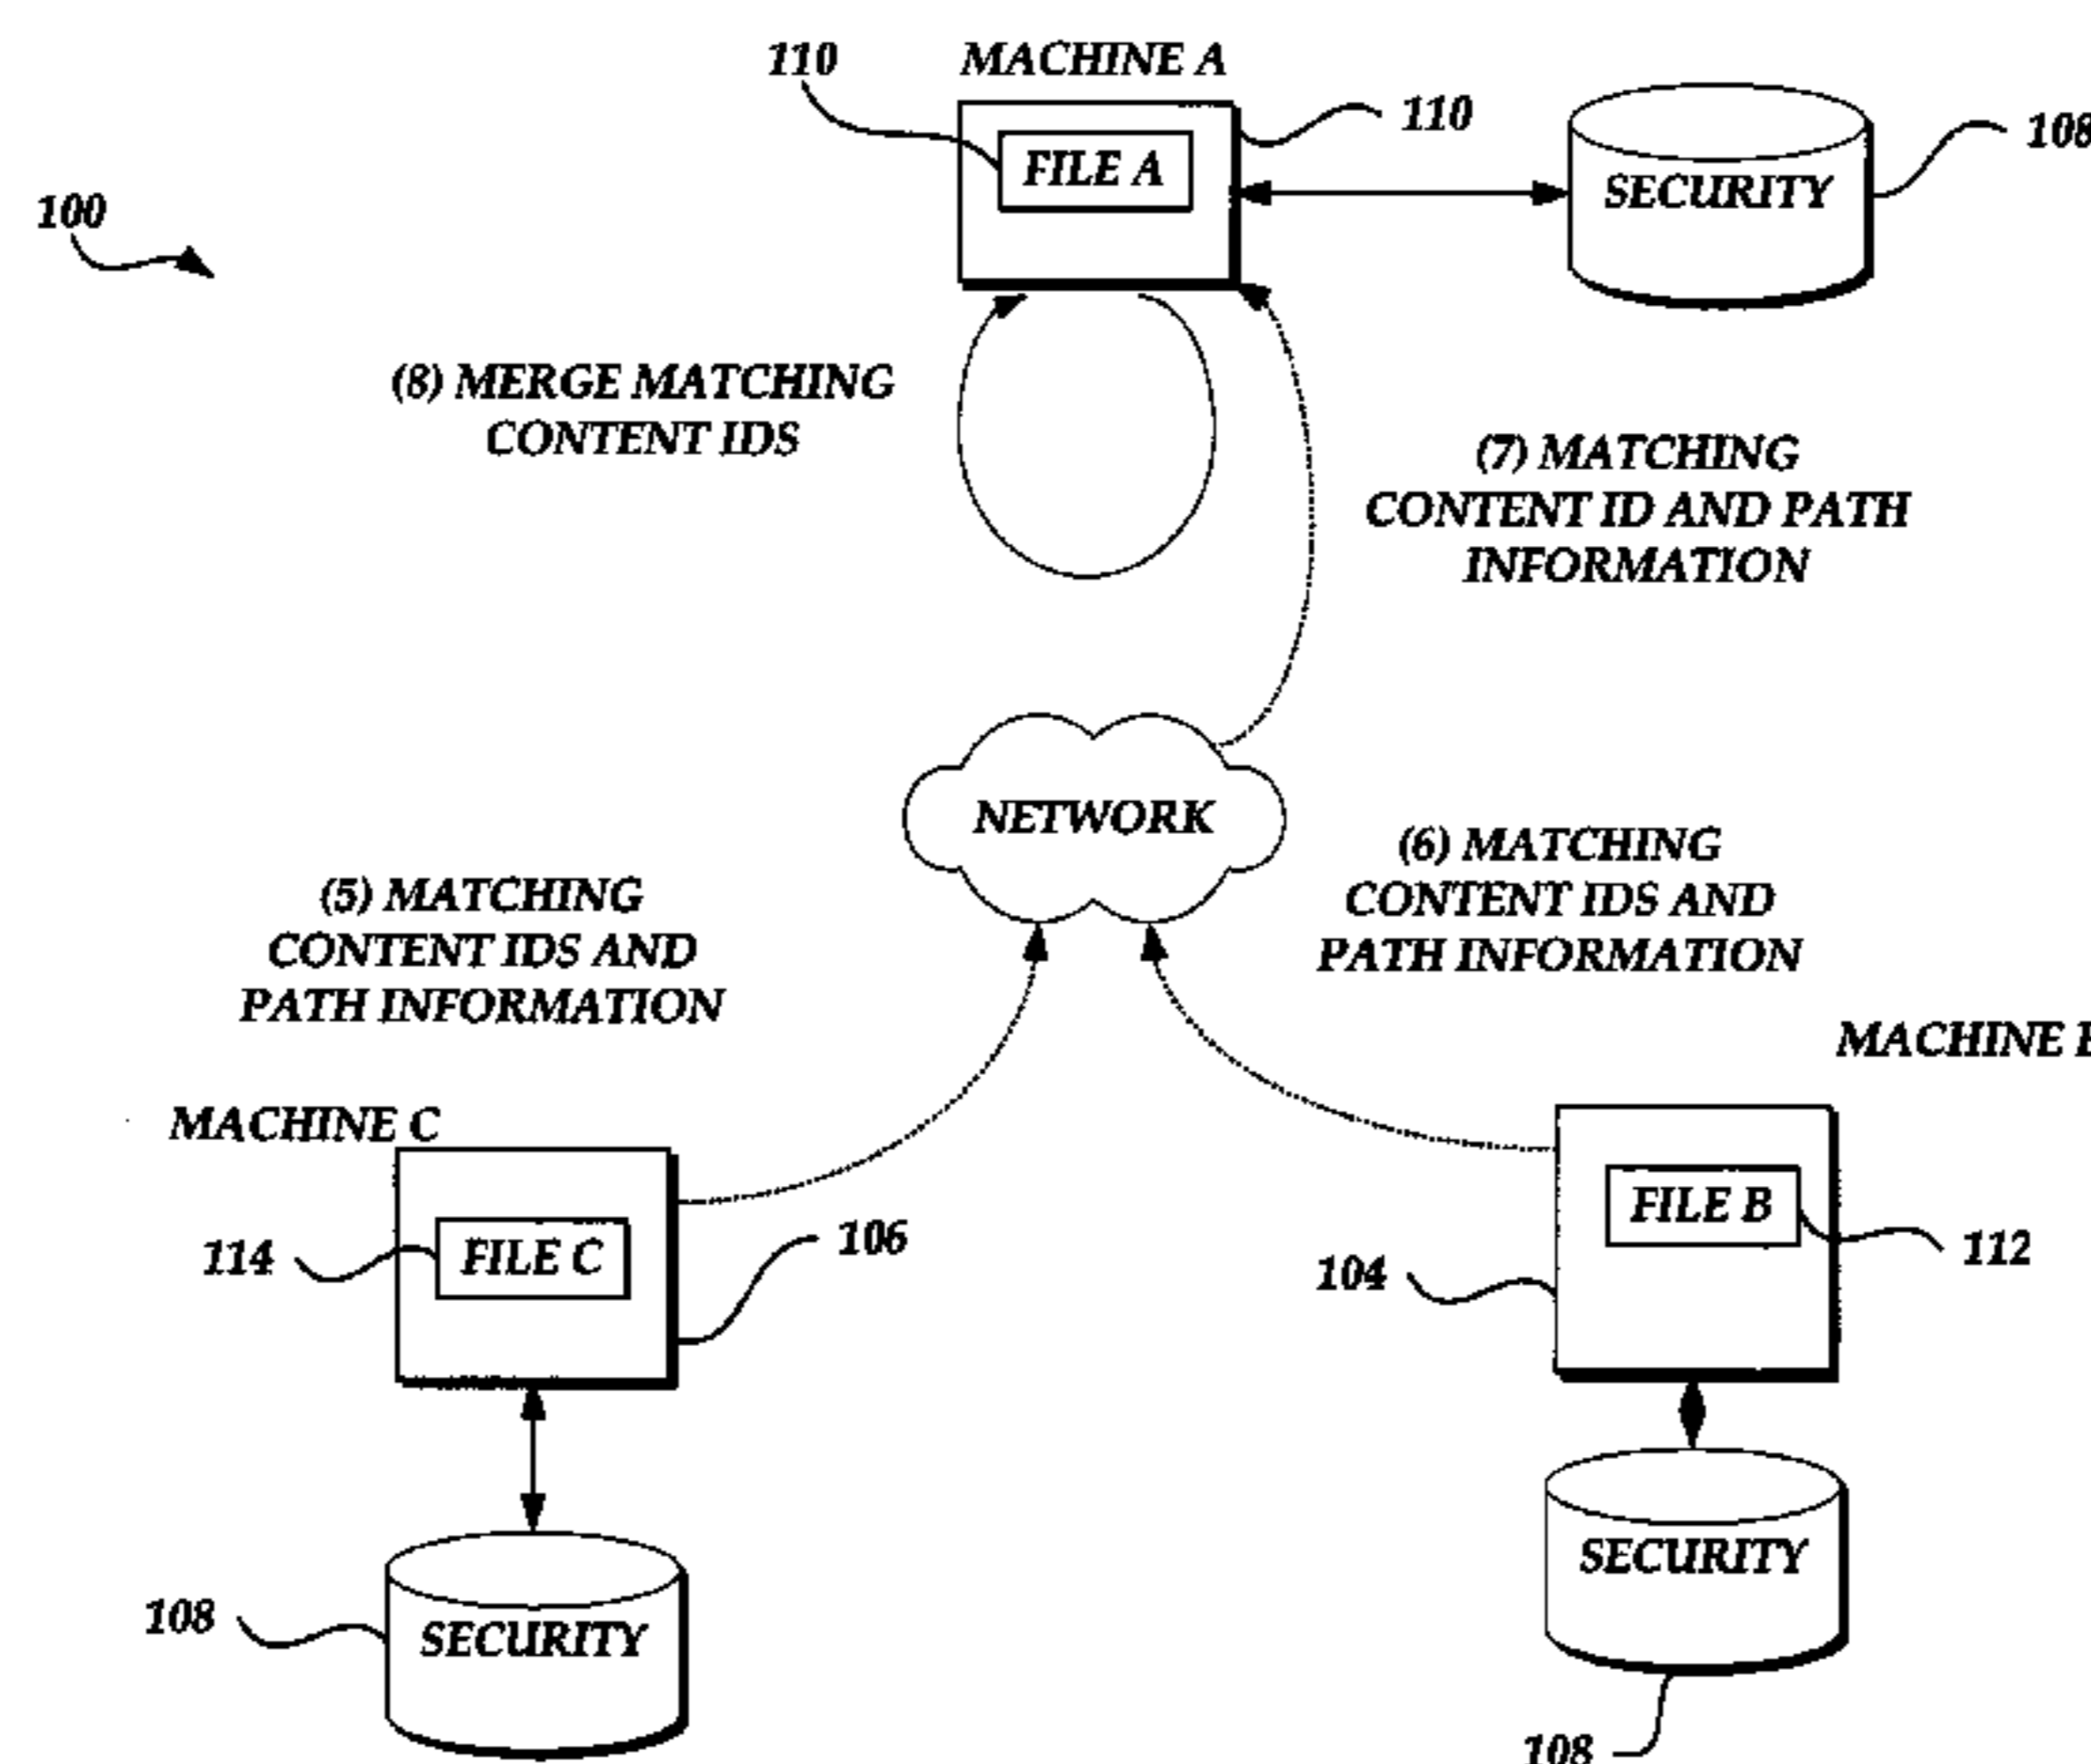 110
MACHINE A
110
108
FILE A
SECURITY
100
(8) MERGE MATCHING
CONTENT IDS
(7) MATCHING
CONTENT ID AND PATH
INFORMATION
NETWORK
(5) MATCHING
CONTENT IDS AND
PATH INFORMATION
(6) MATCHING
CONTENT IDS AND
PATH INFORMATION
MACHINE C
MACHINE
FILE C
114
106
FILE B
112
104
SECURITY
108
SECURITY
108